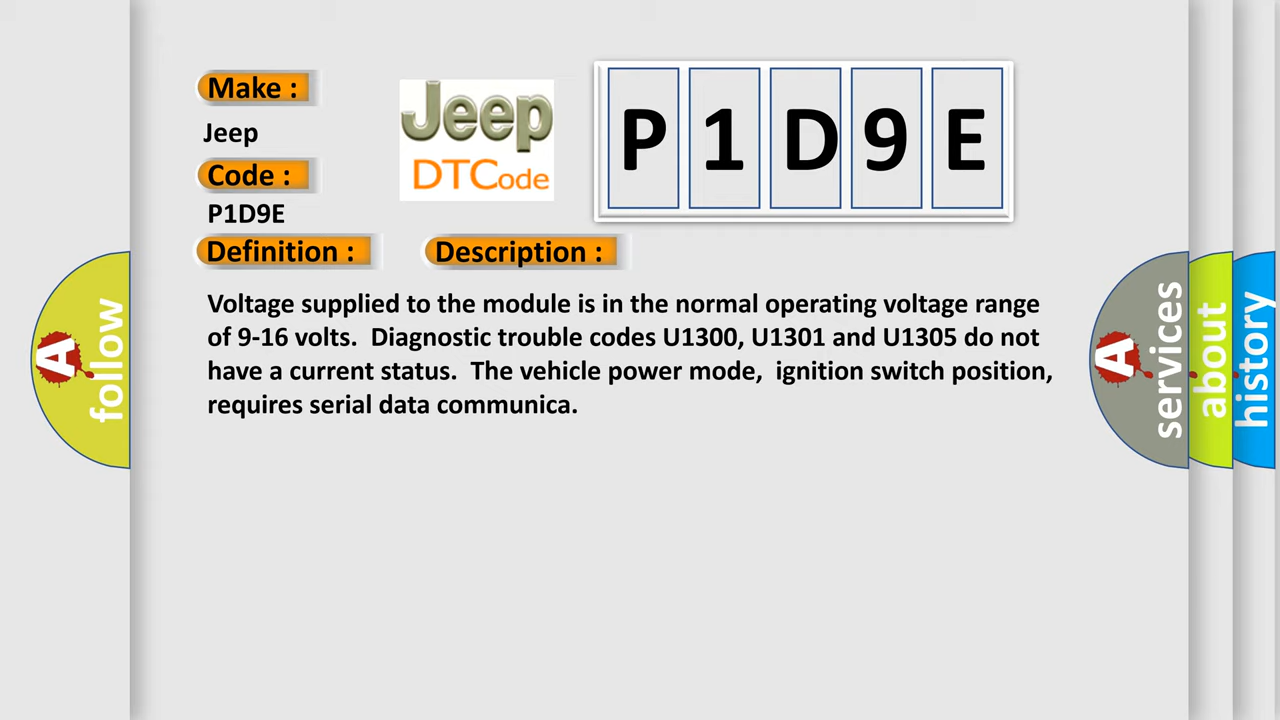 Make :
Jeep
Code :
P1D9E
Definition :
Description :
Jeep
DTCode
P 1 D 9 E
Voltage supplied to the module is in the normal operating voltage range
of 9-16 volts  Diagnostic trouble codes U1300, U1301 and U1305 do not
have a current status  The vehicle power mode,  ignition switch position,
requires serial data communica.
A
follow
A
services
about
history